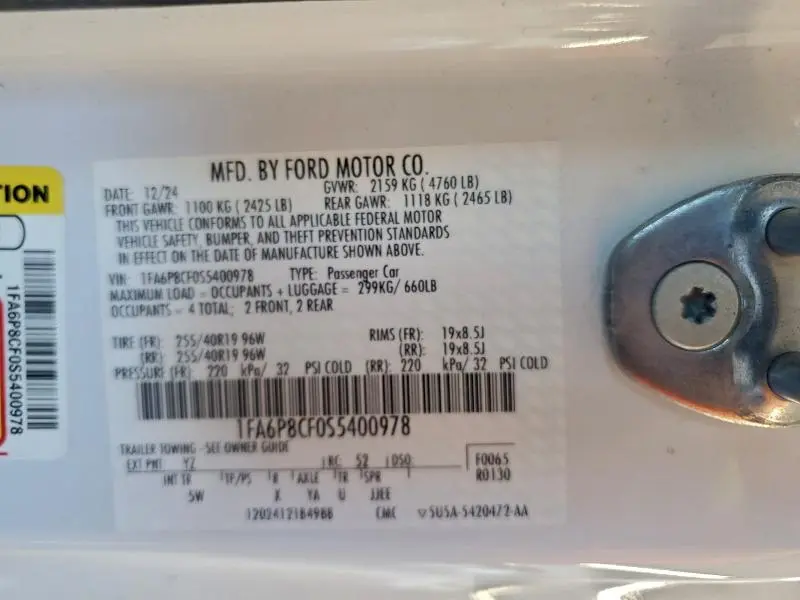 MFD. BY FORD MOTOR CO.
DATE: 12/24 GVWR: 2159 KG ( 4760 LB)
FRONT GAWR: 1100 KG ( 2425 LB) REAR GAWR: 1118 KG ( 2465 LB)
THIS VEHICLE CONFORMS TO ALL APPLICABLE FEDERAL MOTOR
VEHICLE SAFETY, BUMPER, AND THEFT PREVENTION STANDARDS
IN EFFECT ON THE DATE OF MANUFACTURE SHOWN ABOVE.
VIN: 1FA6P8CF0S5400978 TYPE: Passenger Car
MAXIMUM LOAD = OCCUPANTS + LUGGAGE = 299KG/ 660LB
OCCUPANTS = 4 TOTAL; 2 FRONT, 2 REAR
TIRE (FR): 255/40R19 96W RIMS (FR): 19x8.5J
(RR): 255/40R19 96W (RR): 19x8.5J
PRESSURE (FR): 220 kPa/ 32 PSI COLD (RR): 220 kPa/ 32 PSI COLD
1FA6P8CF0S5400978
TRAILER TOWING - SEE OWNER GUIDE
EXT PNT YZ RC 52 DSO F0065
INT TR TP/PS R AXLE TR SPR R0130
5W X YA U JJEE
CMC
TION
1FA6P8CF0S5400978